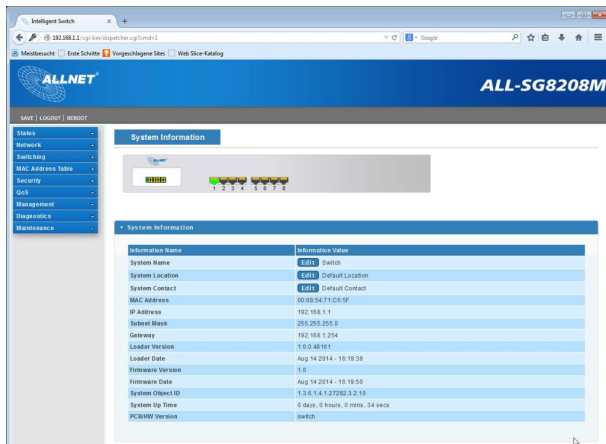 Intelligent Switch
192.168.1.1/cgi-bin/dispatcher.cgi?cmd=1
Google
Meistbesucht Erste Schritte Vorgeschlagene Sites Web Slice-Katalog
ALLNET
ALL-SG8208M
SAVE | LOGOUT | REBOOT
Status
Network
Switching
MAC Address Table
Security
QoS
Management
Diagnostics
Maintenance
System Information
ALLNET
1 2 3 4 5 6 7 8
System Information
Information Name Information Value
System Name Edit Switch
System Location Edit Default Location
System Contact Edit Default Contact
MAC Address 00:0F:54:71:C6:5F
IP Address 192.168.1.1
Subnet Mask 255.255.255.0
Gateway 192.168.1.254
Loader Version 1.0.0.48161
Loader Date Aug 14 2014 - 16:19:38
Firmware Version 1.0
Firmware Date Aug 14 2014 - 16:19:50
System Object ID 1.3.6.1.4.1.27282.3.2.10
System Up Time 0 days, 0 hours, 0 mins, 34 secs
PCB/HW Version switch